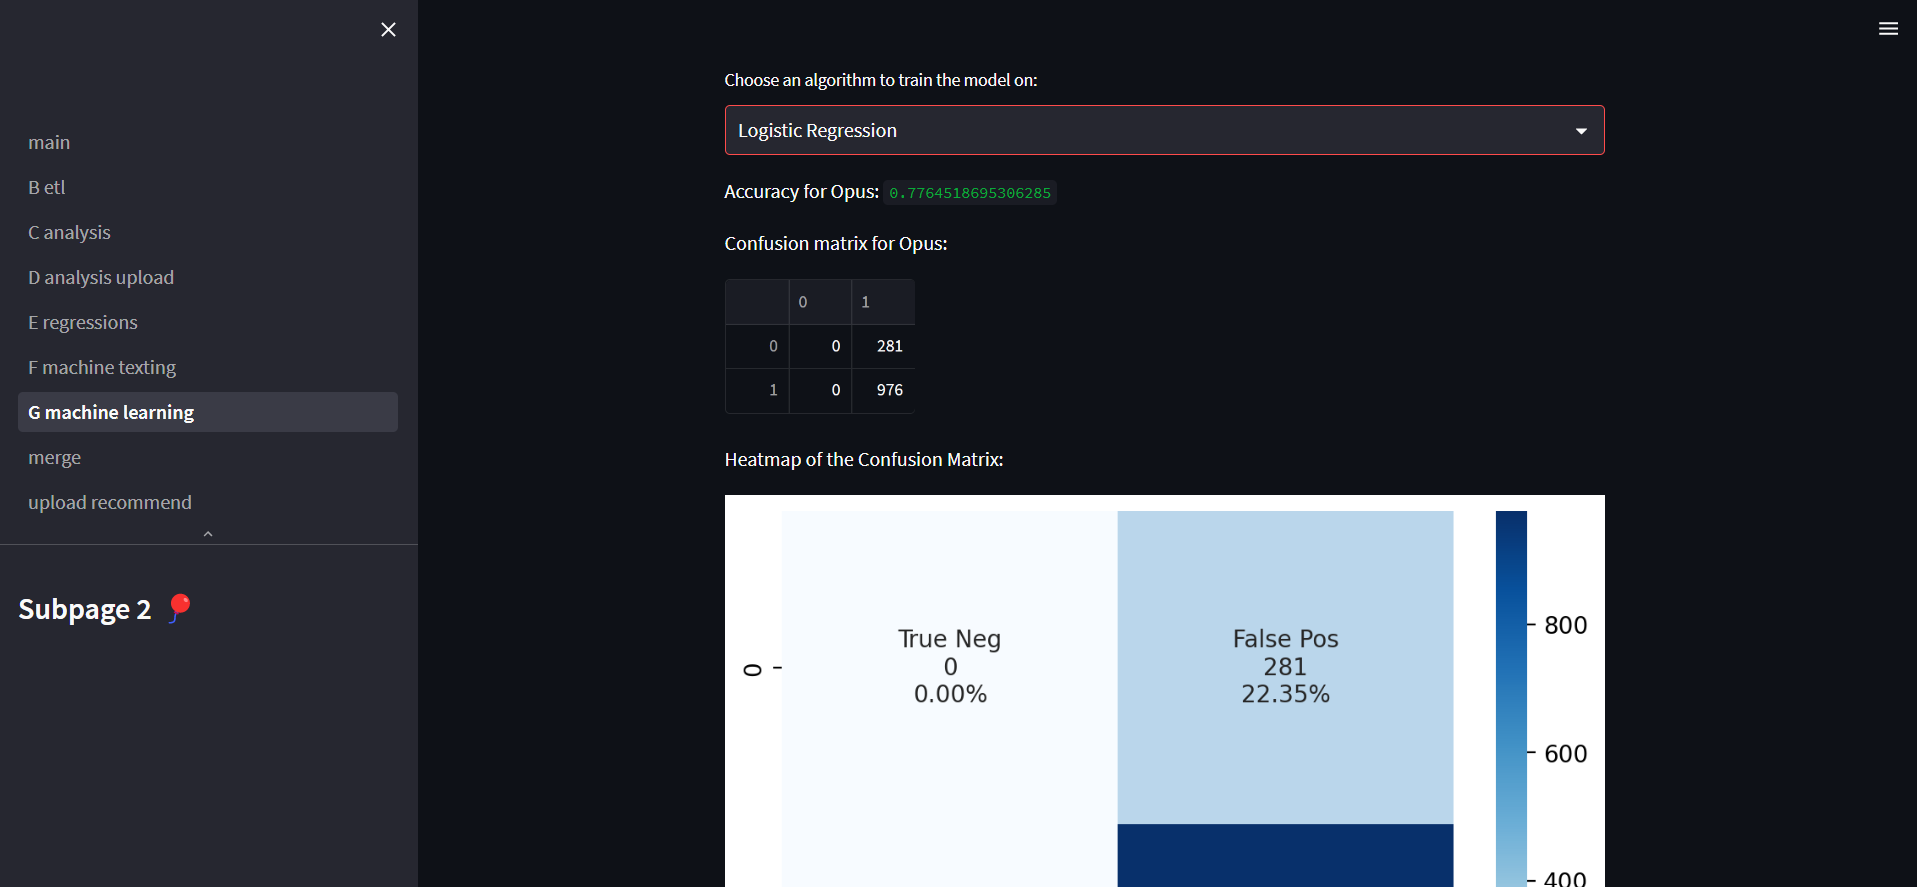 main
B etl
C analysis
D analysis upload
E regressions
F machine texting
G machine learning
merge
upload recommend
Subpage 2
Choose an algorithm to train the model on:
Logistic Regression
Accuracy for Opus: 0.7764518695306285
Confusion matrix for Opus:
0 1
0 0 281
1 0 976
Heatmap of the Confusion Matrix:
0
True Neg
0
0.00%
False Pos
281
22.35%
800
600
400